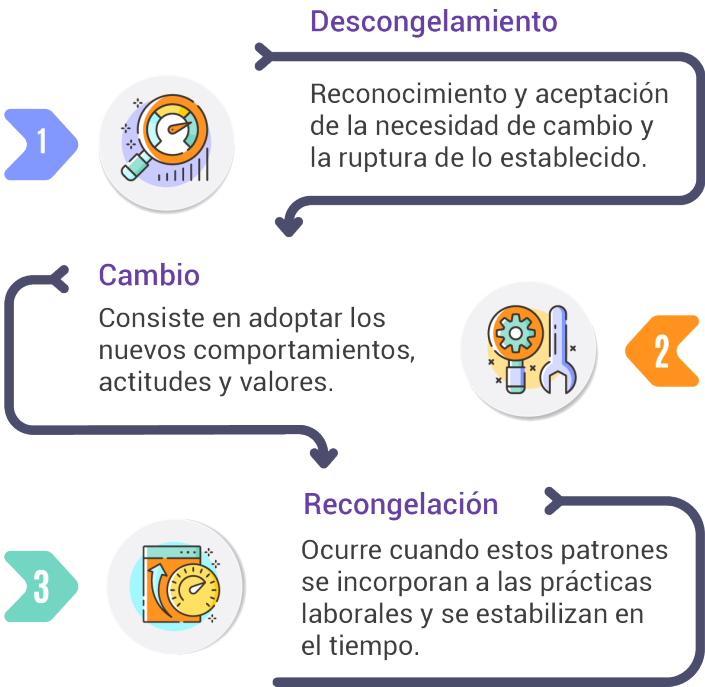 Descongelamiento
1
Reconocimiento y aceptación
de la necesidad de cambio y
la ruptura de lo establecido.
Cambio
Consiste en adoptar los
nuevos comportamientos,
actitudes y valores.
2
Recongelación
3
Ocurre cuando estos patrones
se incorporan a las prácticas
laborales y se estabilizan en
el tiempo.